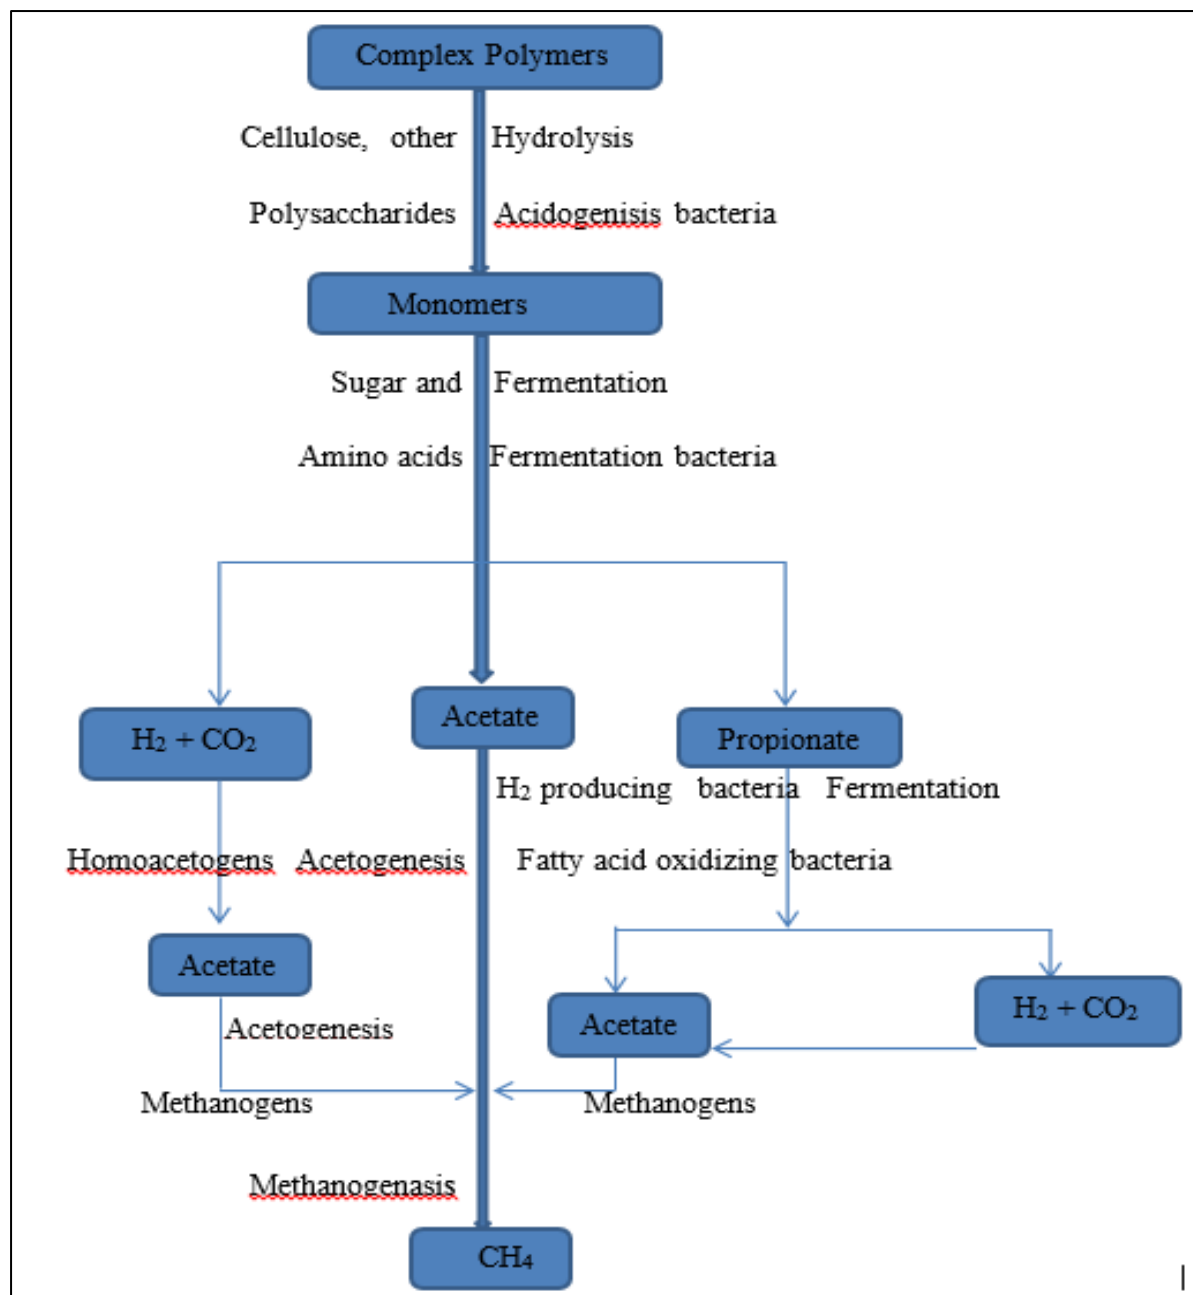 Complex Polymers
Cellulose, other Hydrolysis
Polysaccharides Acidogenisis bacteria
Monomers
Sugar and Fermentation
Amino acids Fermentation bacteria
H₂ + CO₂
Acetate
Propionate
H₂ producing bacteria Fermentation
Homoacetogens Acetogenesis Fatty acid oxidizing bacteria
Acetate
Acetate
H₂ + CO₂
Acetogenesis
Methanogens Methanogens
Methanogenasis
CH₄